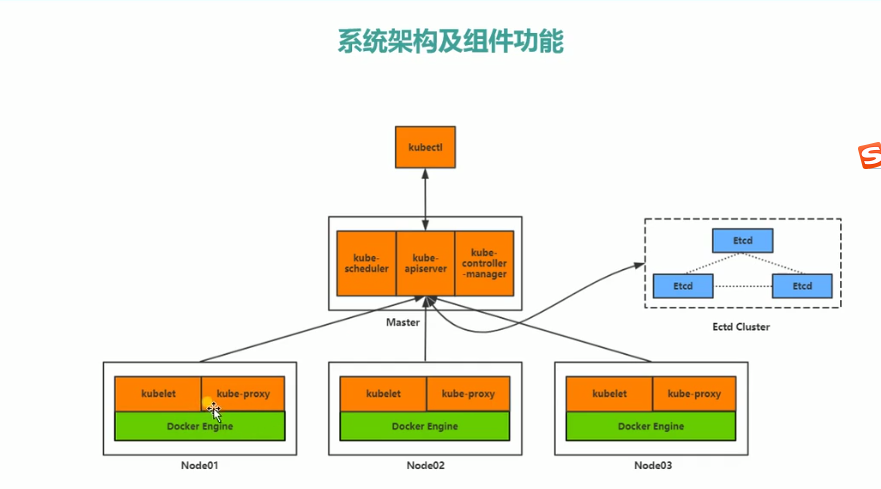 系统架构及组件功能
kubectl
kube-
scheduler
kube-
apiserver
kube-
controller
-manager
Master
Etcd
Etcd
Etcd
Ectd Cluster
kubelet
kube-proxy
Docker Engine
Node01
kubelet
kube-proxy
Docker Engine
Node02
kubelet
kube-proxy
Docker Engine
Node03